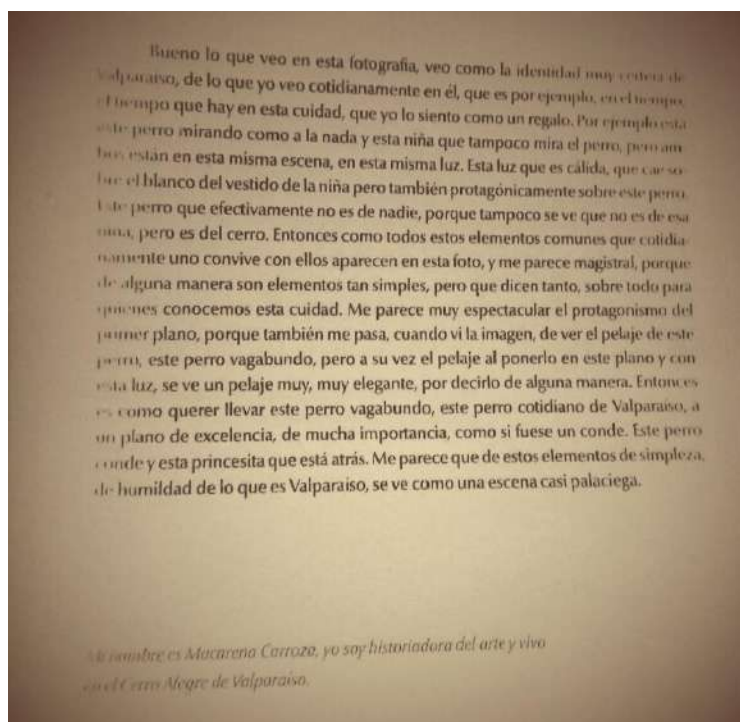 Bueno lo que veo en esta fotografia, veo como la identidad muy certera de
Valparaiso, de lo que yo veo cotidianamente en él, que es por ejemplo, en el tiempo,
el tiempo que hay en esta cuidad, que yo lo siento como un regalo. Por ejemplo está
este perro mirando como a la nada y esta niña que tampoco mira el perro, pero am-
bos están en esta misma escena, en esta misma luz. Esta luz que es cálida, que cae so-
bre el blanco del vestido de la niña pero también protagónicamente sobre este perro.
Este perro que efectivamente no es de nadie, porque tampoco se ve que no es de esa
niña, pero es del cerro. Entonces como todos estos elementos comunes que cotidia-
namente uno convive con ellos aparecen en esta foto, y me parece magistral, porque
de alguna manera son elementos tan simples, pero que dicen tanto, sobre todo para
quienes conocemos esta cuidad. Me parece muy espectacular el protagonismo del
primer plano, porque también me pasa, cuando vi la imagen, de ver el pelaje de este
perro, este perro vagabundo, pero a su vez el pelaje al ponerlo en este plano y con
esta luz, se ve un pelaje muy, muy elegante, por decirlo de alguna manera. Entonces
es como querer llevar este perro vagabundo, este perro cotidiano de Valparaiso, a
un plano de excelencia, de mucha importancia, como si fuese un conde. Este perro
conde y esta princesita que está atrás. Me parece que de estos elementos de simpleza,
de humildad de lo que es Valparaiso, se ve como una escena casi palaciega.
Mi nombre es Macarena Carroza, yo soy historiadora del arte y vivo
en el Cerro Alegre de Valparaiso.